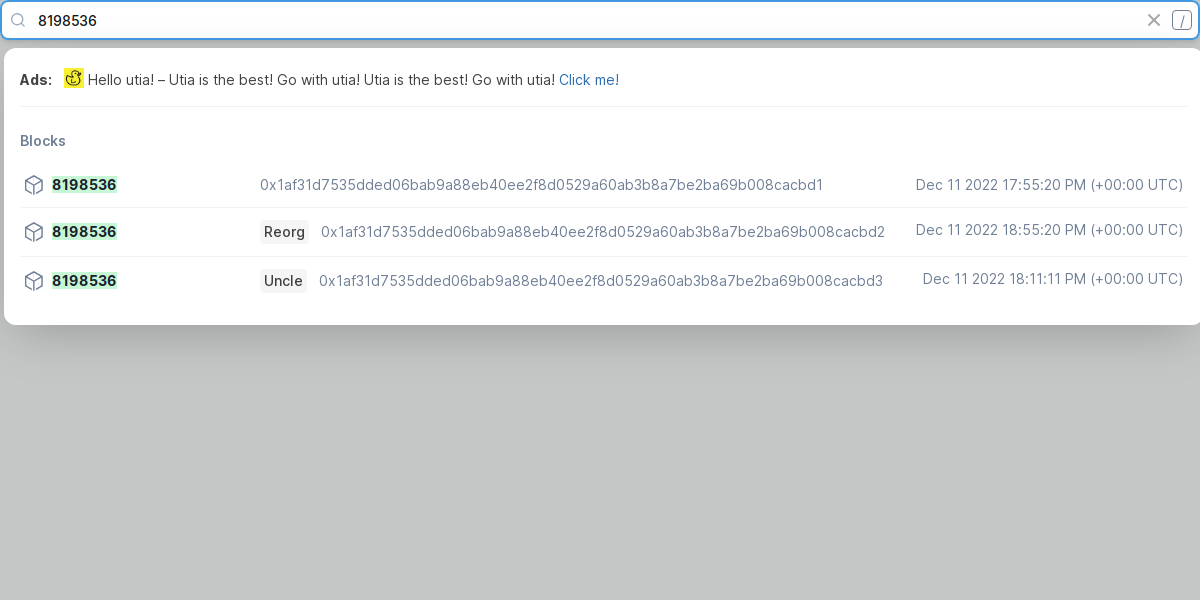 8198536 /
Ads: Hello utia! – Utia is the best! Go with utia! Utia is the best! Go with utia! Click me!
Blocks
8198536 0x1af31d7535dded06bab9a88eb40ee2f8d0529a60ab3b8a7be2ba69b008cacbd1 Dec 11 2022 17:55:20 PM (+00:00 UTC)
8198536 Reorg 0x1af31d7535dded06bab9a88eb40ee2f8d0529a60ab3b8a7be2ba69b008cacbd2 Dec 11 2022 18:55:20 PM (+00:00 UTC)
8198536 Uncle 0x1af31d7535dded06bab9a88eb40ee2f8d0529a60ab3b8a7be2ba69b008cacbd3 Dec 11 2022 18:11:11 PM (+00:00 UTC)